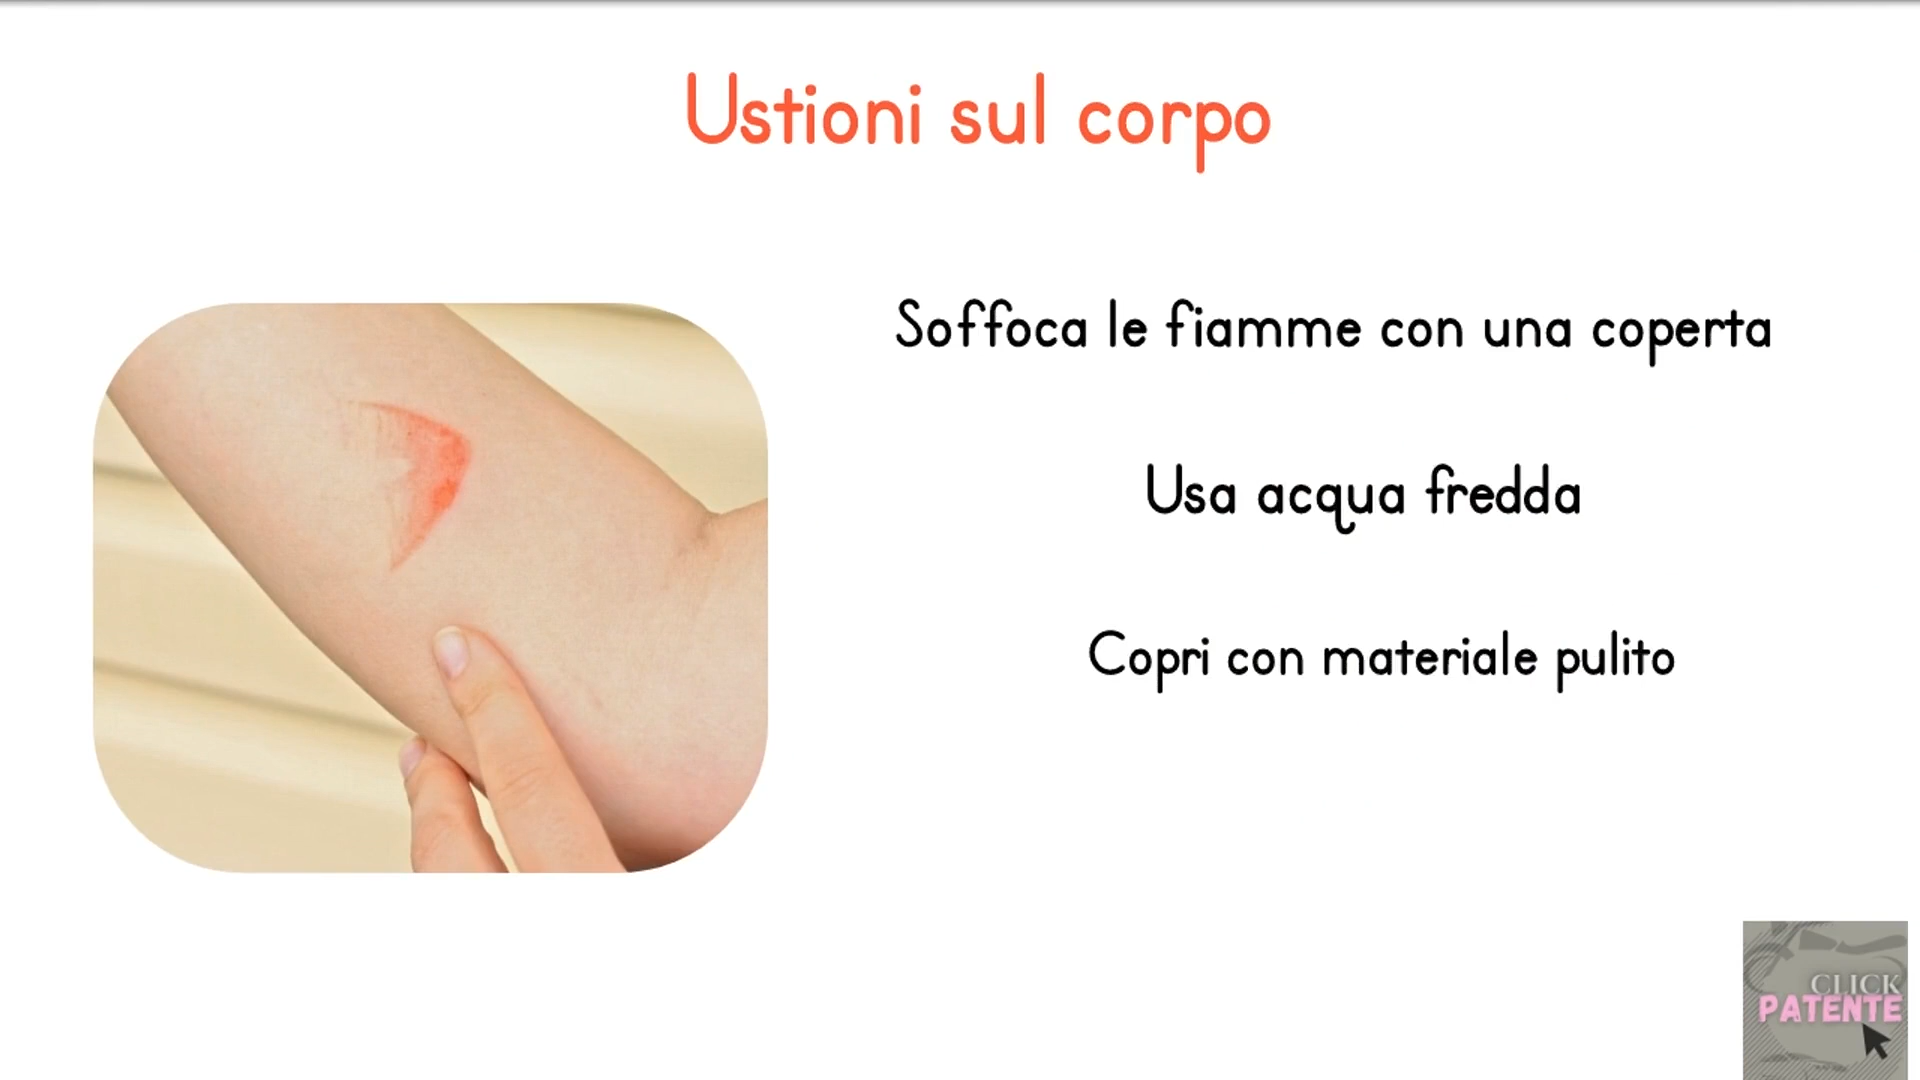 Ustioni sul corpo
Soffoca le fiamme con una coperta
Usa acqua fredda
Copri con materiale pulito
CLICK
PATENTE